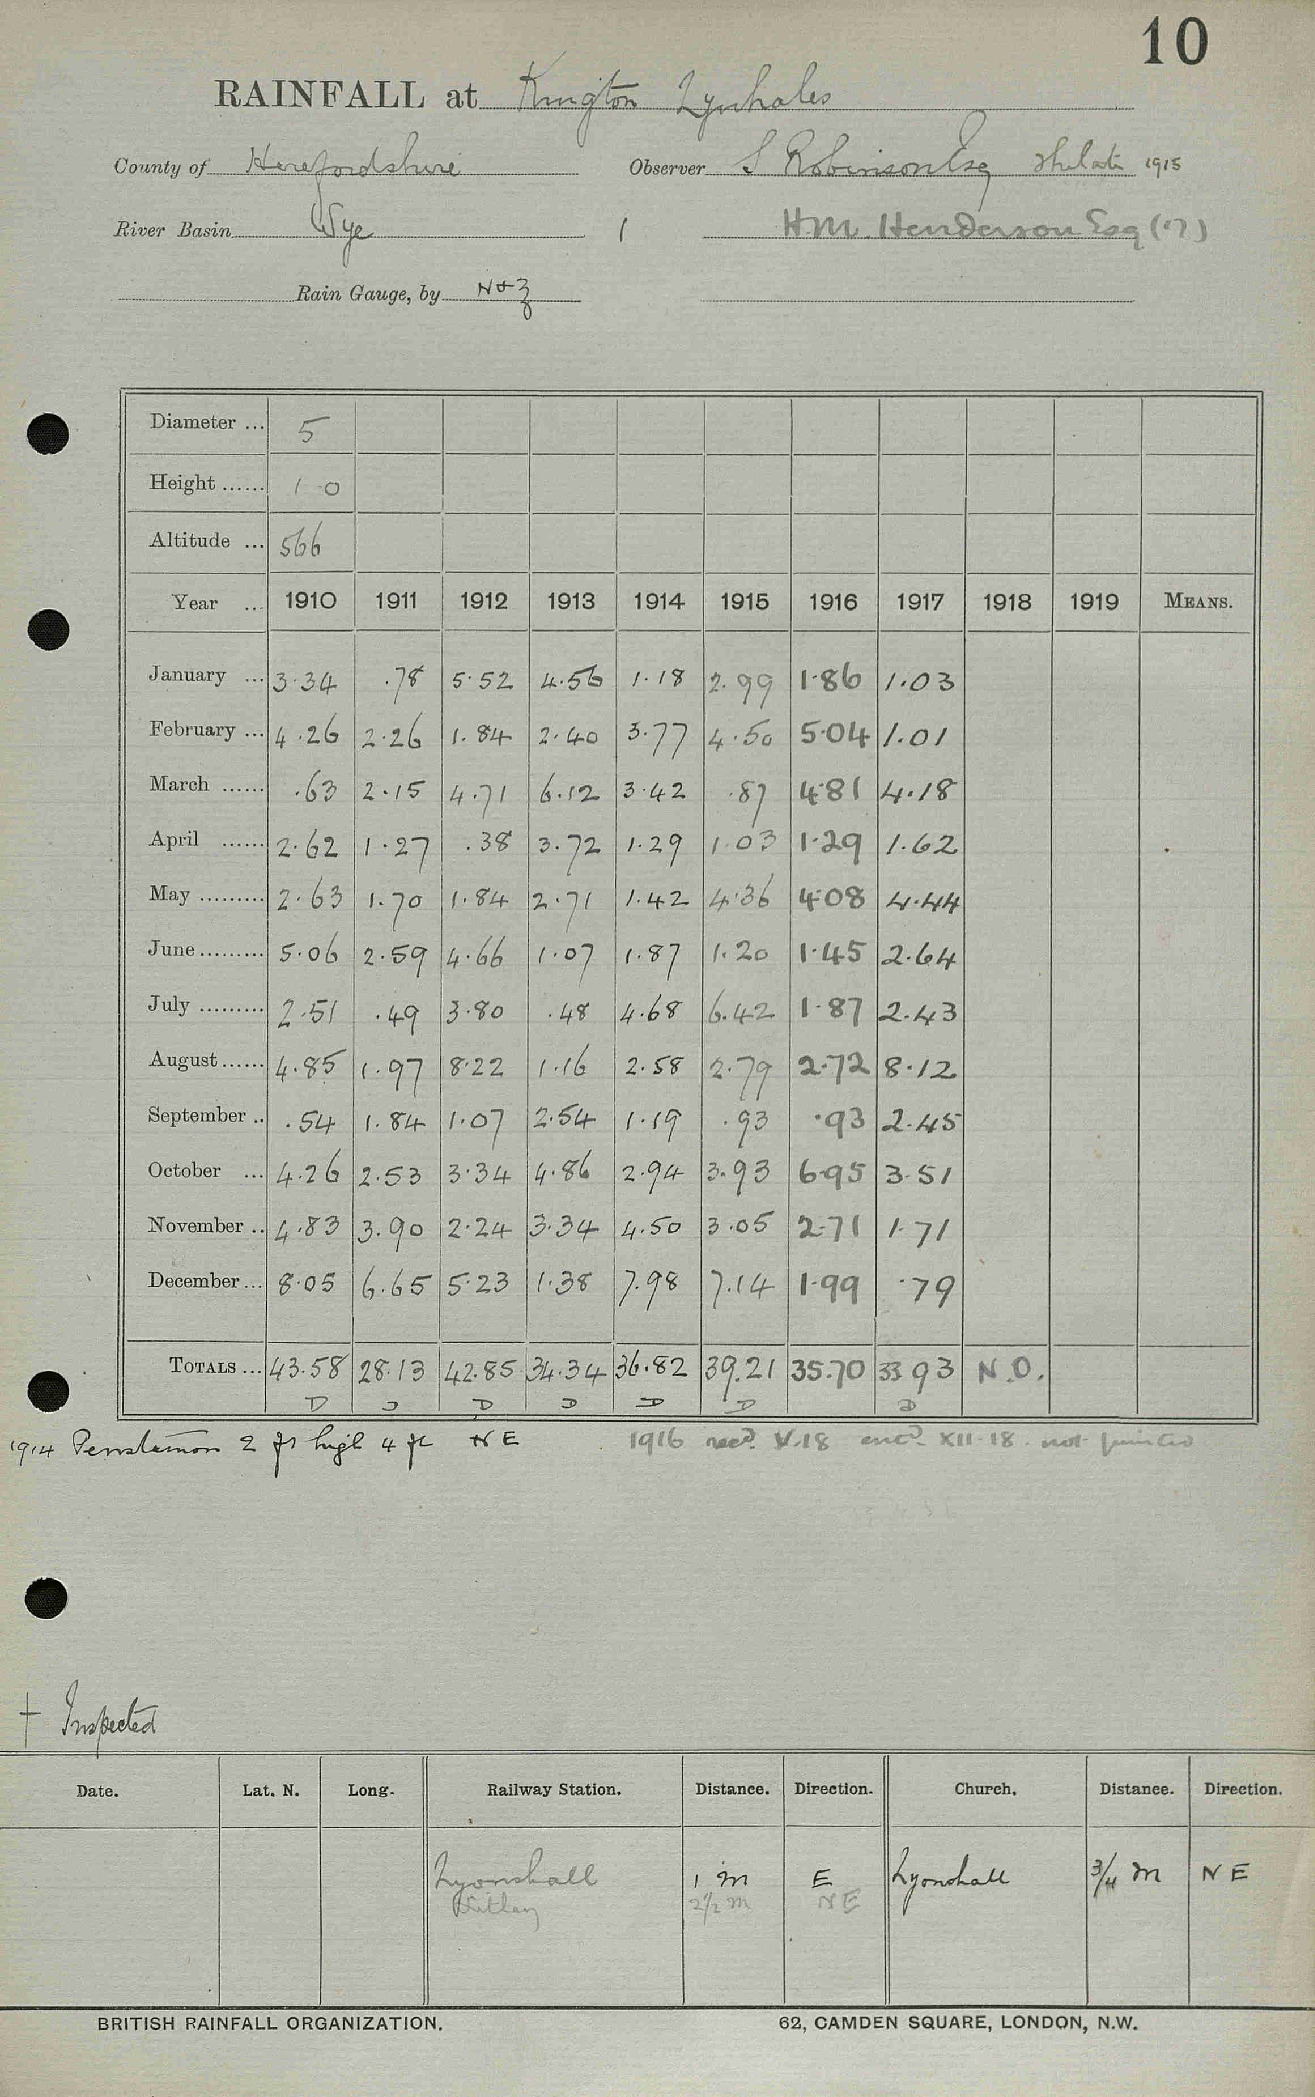 10
RAINFALL at Kington Lynhales
County of Herefordshire Observer S Robinson Esq 1915
River Basin Wye 1 H.M. Henderson Esq (17)
Rain Gauge, by N+Z
Diameter ... 5
Height ...... 1 0
Altitude ... 566
Year ... 1910 1911 1912 1913 1914 1915 1916 1917 1918 1919 MEANS.
January ... 3.34 .78 5.52 4.56 1.18 2.99 1.86 1.03
February ... 4.26 2.26 1.84 2.40 3.77 4.50 5.04 1.01
March ...... .63 2.15 4.71 6.12 3.42 .87 4.81 4.18
April ...... 2.62 1.27 .38 3.72 1.29 1.03 1.29 1.62
May .......... 2.63 1.70 1.84 2.71 1.42 4.36 4.08 4.44
June .......... 5.06 2.59 4.66 1.07 1.87 1.20 1.45 2.64
July .......... 2.51 .49 3.80 .48 4.68 6.42 1.87 2.43
August ...... 4.85 1.97 8.22 1.16 2.58 2.79 2.72 8.12
September .. .54 1.84 1.07 2.54 1.19 .93 .93 2.45
October ... 4.26 2.53 3.34 4.86 2.94 3.93 6.95 3.51
November .. 4.83 3.90 2.24 3.34 4.50 3.05 2.71 1.71
December ... 8.05 6.65 5.23 1.38 7.98 7.14 1.99 .79
TOTALS ... 43.58 28.13 42.85 34.34 36.82 39.21 35.70 33.93 N.O.
D D D D D D D
1914 Penstemon 2 ft high 4 ft NE 1916 recd. V.18 entd. XII.18 not printed
† Inspected
Date. Lat. N. Long. Railway Station. Distance. Direction. Church. Distance. Direction.
Lyonshall 1 m E Lyonshall 3/4 m NE
Titley 2 1/2 m NE
BRITISH RAINFALL ORGANIZATION. 62, CAMDEN SQUARE, LONDON, N.W.